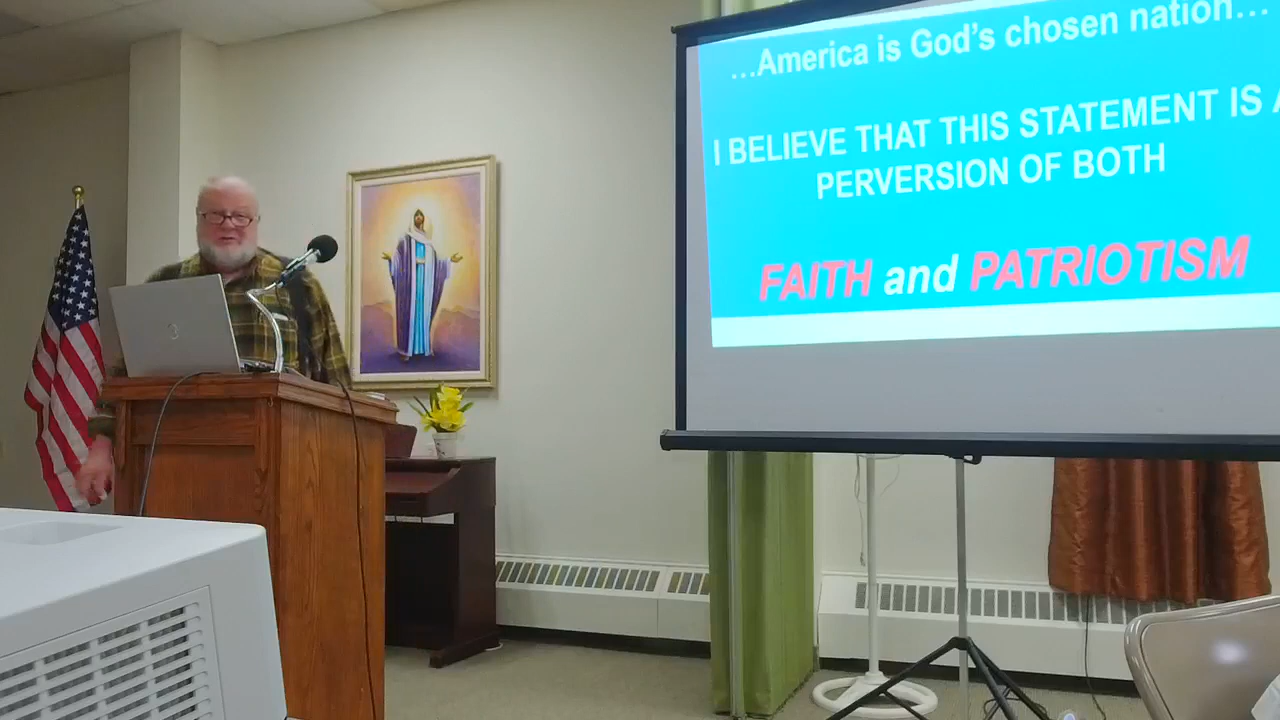 ...America is God's chosen nation...
I BELIEVE THAT THIS STATEMENT IS A
PERVERSION OF BOTH
FAITH and PATRIOTISM